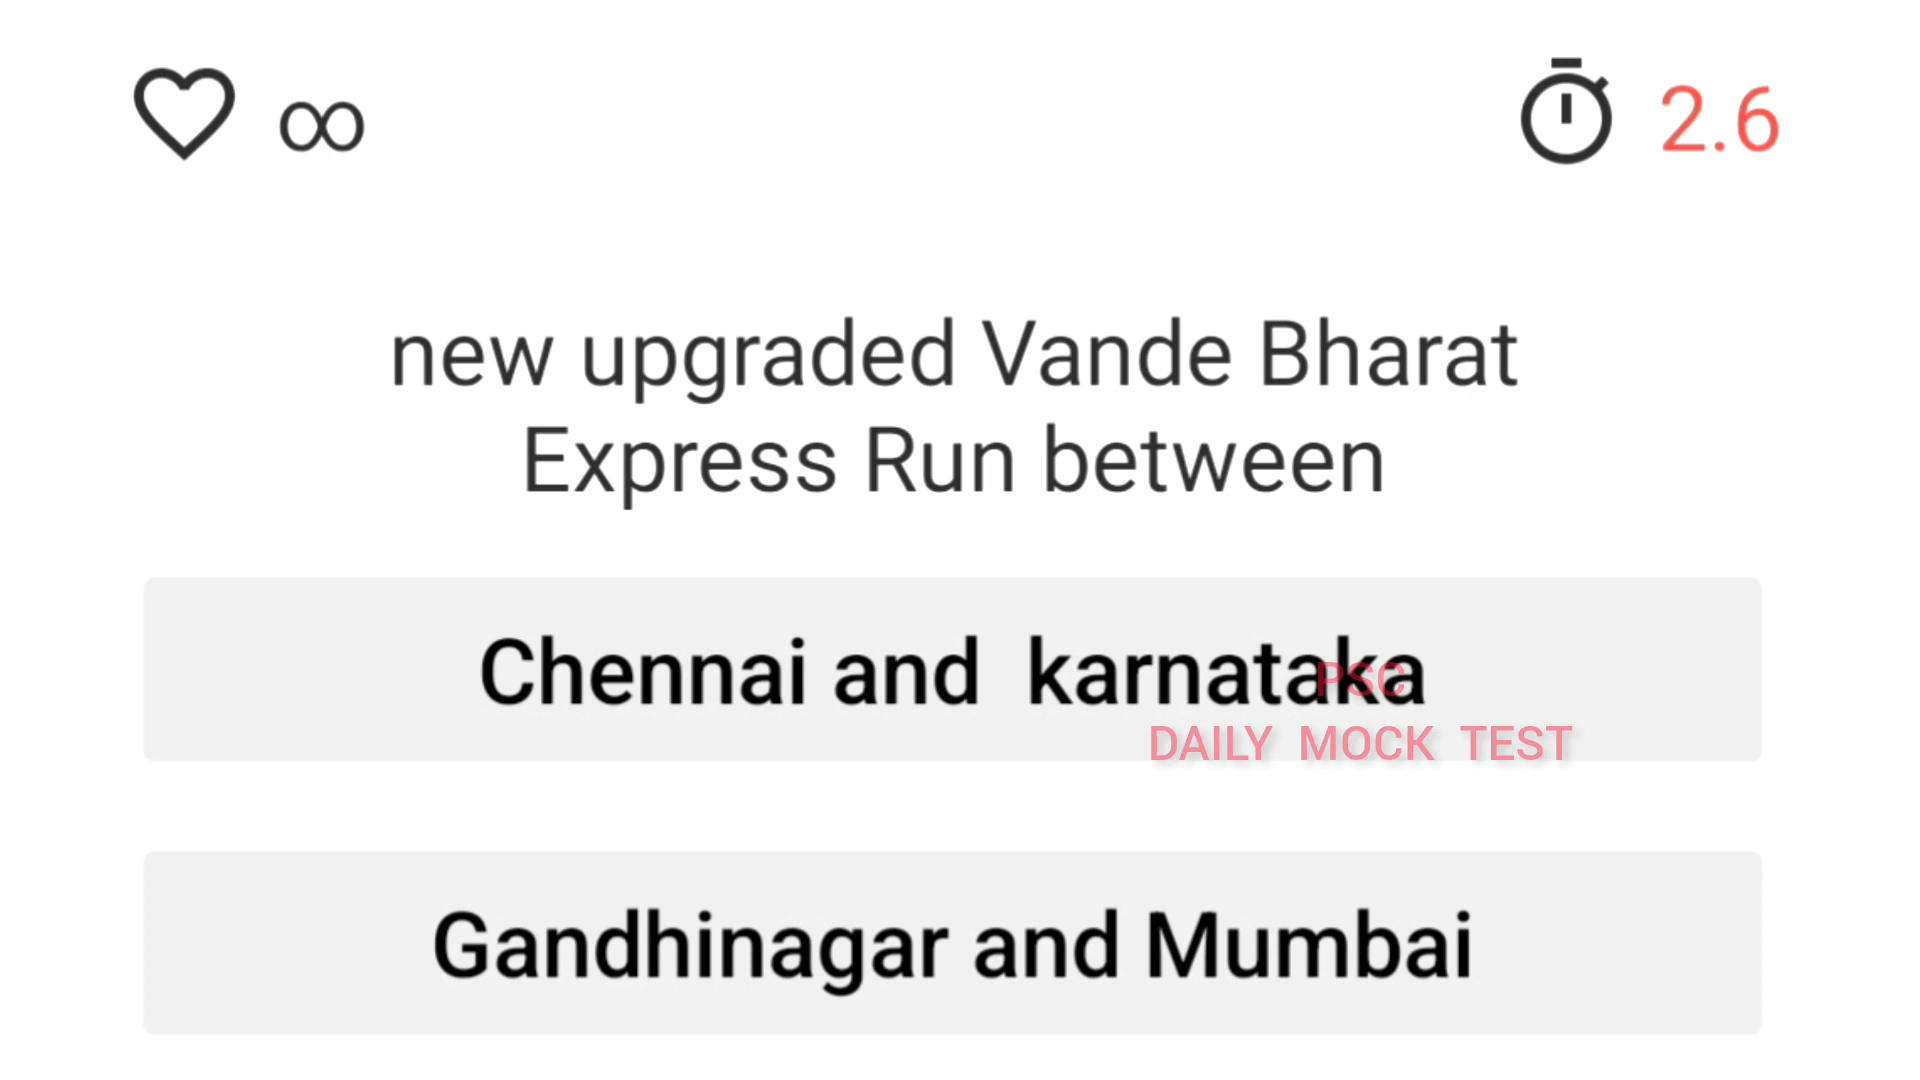 ∞
2.6
new upgraded Vande Bharat
Express Run between
Chennai and  karnataka
PSC
DAILY MOCK TEST
Gandhinagar and Mumbai